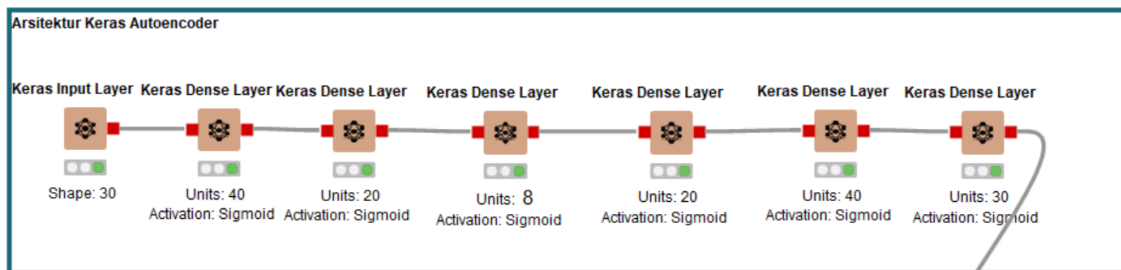 Arsitektur Keras Autoencoder
Keras Input Layer Keras Dense Layer Keras Dense Layer Keras Dense Layer Keras Dense Layer Keras Dense Layer Keras Dense Layer
Shape: 30 Units: 40 Units: 20 Units: 8 Units: 20 Units: 40 Units: 30
Activation: Sigmoid Activation: Sigmoid Activation: Sigmoid Activation: Sigmoid Activation: Sigmoid Activation: Sigmoid